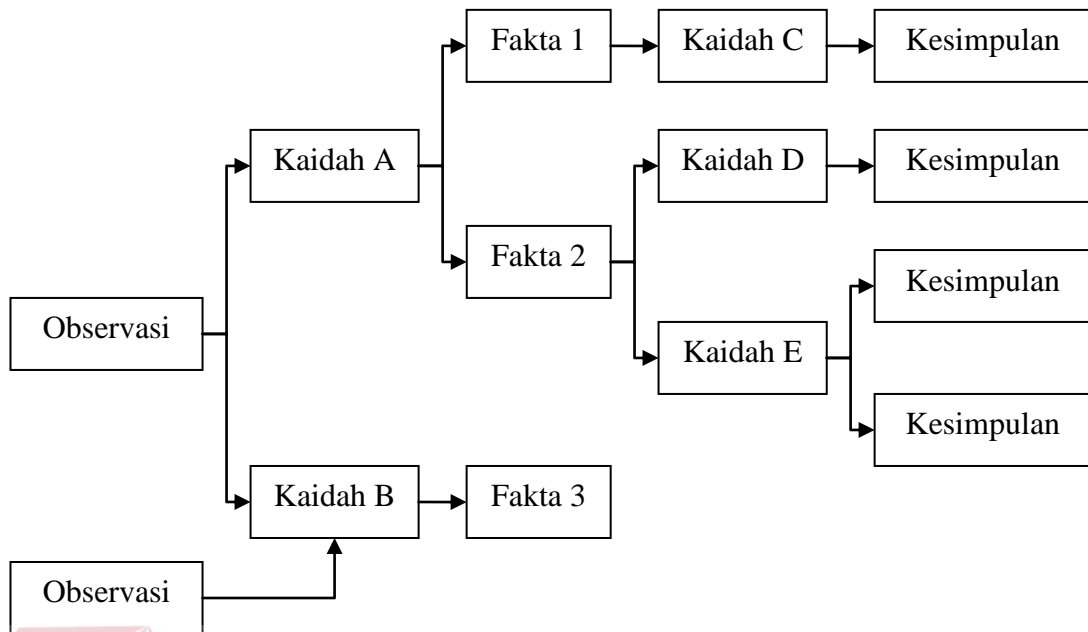 Fakta 1
Kaidah C
Kesimpulan
Kaidah A
Kaidah D
Kesimpulan
Fakta 2
Kesimpulan
Observasi
Kaidah E
Kesimpulan
Kaidah B
Fakta 3
Observasi